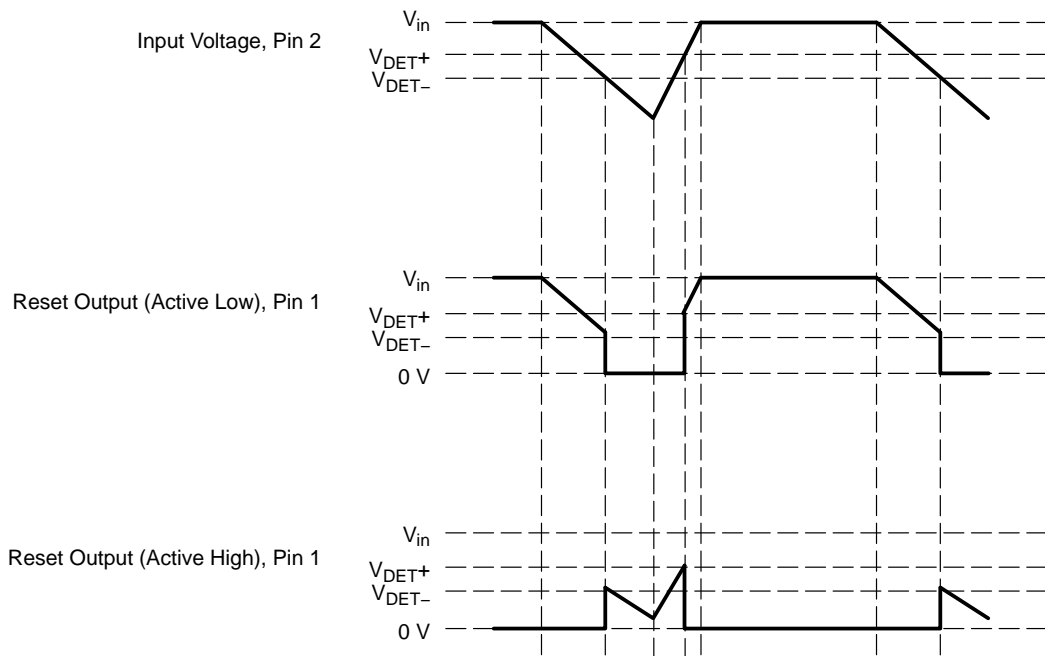 V_in
Input Voltage, Pin 2
V_DET+
V_DET−
V_in
Reset Output (Active Low), Pin 1
V_DET+
V_DET−
0 V
V_in
Reset Output (Active High), Pin 1
V_DET+
V_DET−
0 V